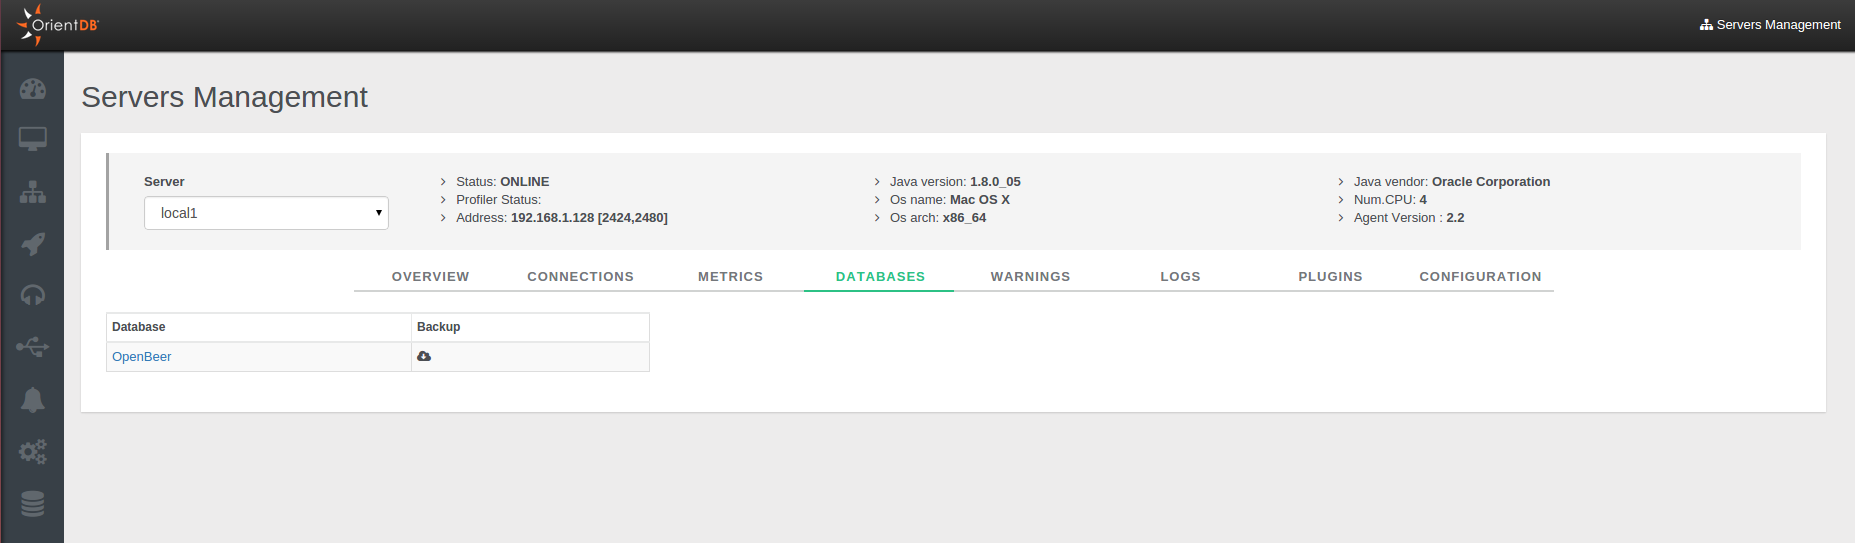 OrientDB
Servers Management
Servers Management
Server
local1
Status: ONLINE
Profiler Status:
Address: 192.168.1.128 [2424,2480]
Java version: 1.8.0_05
Os name: Mac OS X
Os arch: x86_64
Java vendor: Oracle Corporation
Num.CPU: 4
Agent Version : 2.2
OVERVIEW CONNECTIONS METRICS DATABASES WARNINGS LOGS PLUGINS CONFIGURATION
Database Backup
OpenBeer